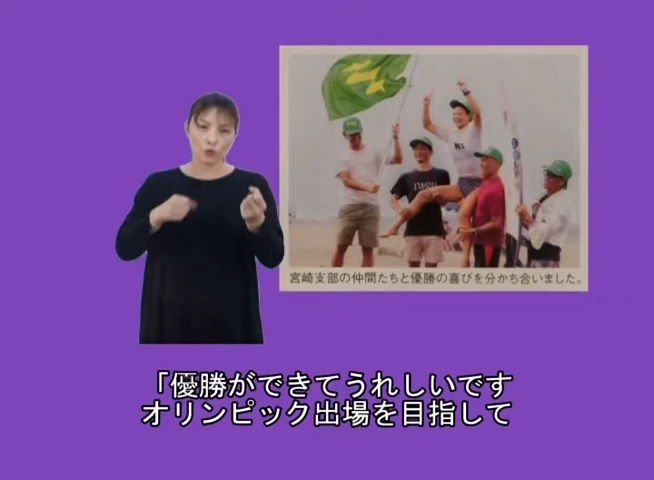 宮崎支部の仲間たちと優勝の喜びを分かち合いました。
「優勝ができてうれしいです
オリンピック出場を目指して